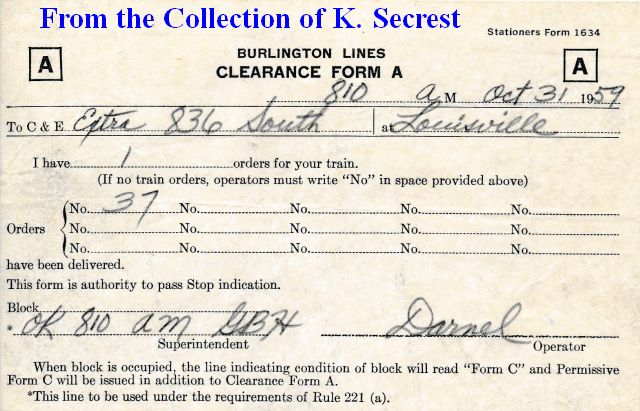 From the Collection of K. Secrest
Stationers Form 1634
A
BURLINGTON LINES
A
CLEARANCE FORM A
810 a M Oct 31 1959
To C & E Extra 836 South at Louisville
I have 1 orders for your train.
(If no train orders, operators must write "No" in space provided above)
No. 37 No. No. No. No.
Orders No. No. No. No. No.
No. No. No. No. No.
have been delivered.
This form is authority to pass Stop indication.
Block
* OK 810 am GBH Darnel
Superintendent Operator
When block is occupied, the line indicating condition of block will read "Form C" and Permissive
Form C will be issued in addition to Clearance Form A.
*This line to be used under the requirements of Rule 221 (a).